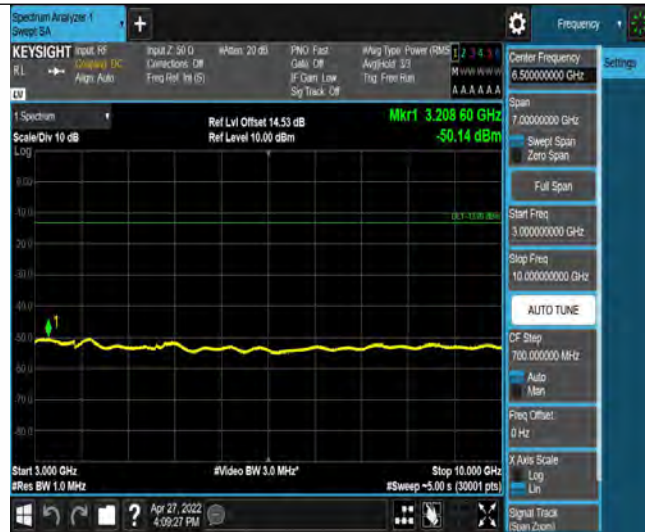 Spectrum Analyzer 1
Swept SA
Frequency
KEYSIGHT
Input: RF
Coupling: DC
Align: Auto
Input Z: 50 Ω
Corrections: Off
Freq Ref: Int (S)
#Atten: 20 dB
PNO: Fast
Gate: Off
IF Gain: Low
Sig Track: Off
#Avg Type: Power (RMS
Avg|Hold: 3/3
Trig: Free Run
1 2 3 4 5 6
M W W W W W
A A A A A A
RL
LW
1 Spectrum
Scale/Div 10 dB
Ref Lvl Offset 14.53 dB
Ref Level 10.00 dBm
Mkr1 3.208 60 GHz
-50.14 dBm
Log
0.00
-10.0
DL1 -13.00 dBm
-20.0
-30.0
-40.0
1
-50.0
-60.0
-70.0
-80.0
Start 3.000 GHz
#Res BW 1.0 MHz
#Video BW 3.0 MHz*
Stop 10.000 GHz
#Sweep ~5.00 s (30001 pts)
Center Frequency
6.500000000 GHz
Settings
Span
7.00000000 GHz
Swept Span
Zero Span
Full Span
Start Freq
3.000000000 GHz
Stop Freq
10.000000000 GHz
AUTO TUNE
CF Step
700.000000 MHz
Auto
Man
Freq Offset
0 Hz
X Axis Scale
Log
Lin
Signal Track
(Span Zoom)
?
Apr 27, 2022
4:09:27 PM